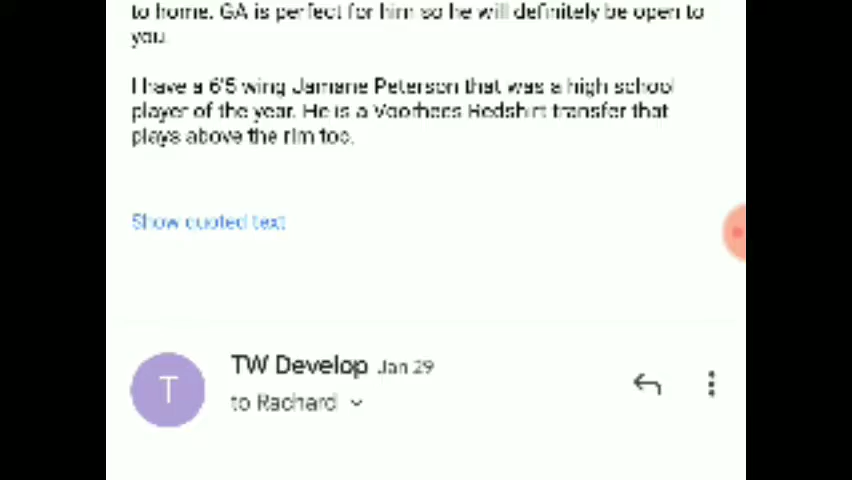 to home. GA is perfect for him so he will definitely be open to
you.
I have a 6'5 wing Jamane Peterson that was a high school
player of the year. He is a Voorhees Redshirt transfer that
plays above the rim too.
Show quoted text
T
TW Develop Jan 29
to Rachard